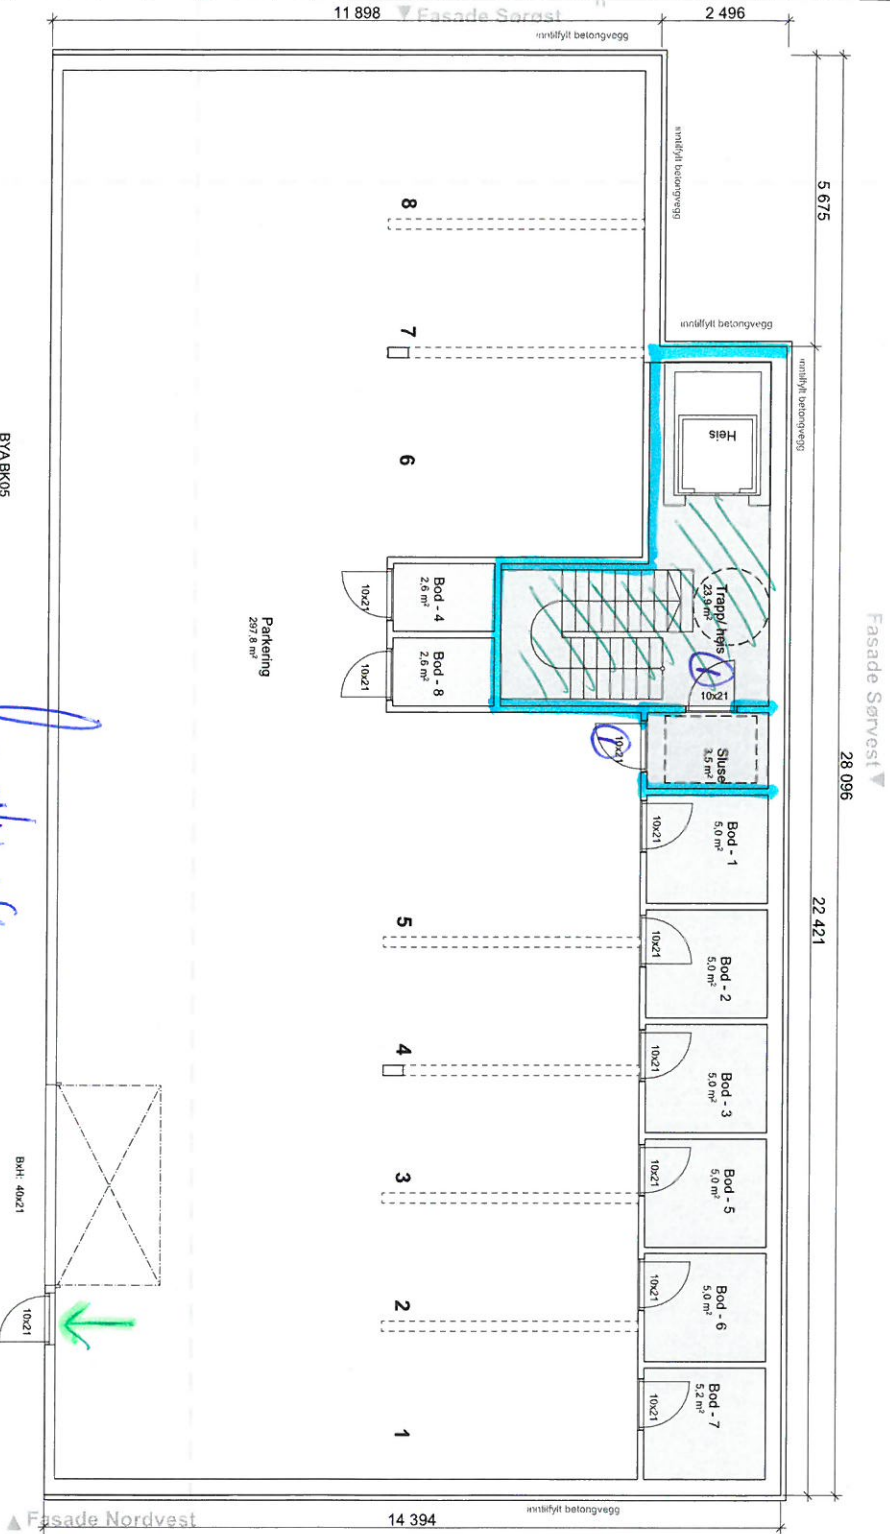 11 898
▼ Fasade Sørøst
2 496
inntilfylt betongvegg
inntilfylt betongvegg
5 675
inntilfylt betongvegg
inntilfylt betongvegg
8
7
6
Heis
Trapp/ heis
23,9 m²
1
10x21
Bod - 4
2,6 m²
10x21
Bod - 8
2,6 m²
10x21
Parkering
297,8 m²
BYA BK05
Fasade Sørvest ▼
28 096
22 421
10x21
Sluse
3,5 m²
Bod - 1
5,0 m²
10x21
Bod - 2
5,0 m²
10x21
Bod - 3
5,0 m²
10x21
Bod - 5
5,0 m²
10x21
Bod - 6
5,0 m²
10x21
Bod - 7
5,2 m²
10x21
5
4
3
2
1
BxH: 40x21
10x21
▲ Fasade Nordvest
14 394
inntilfylt betongvegg